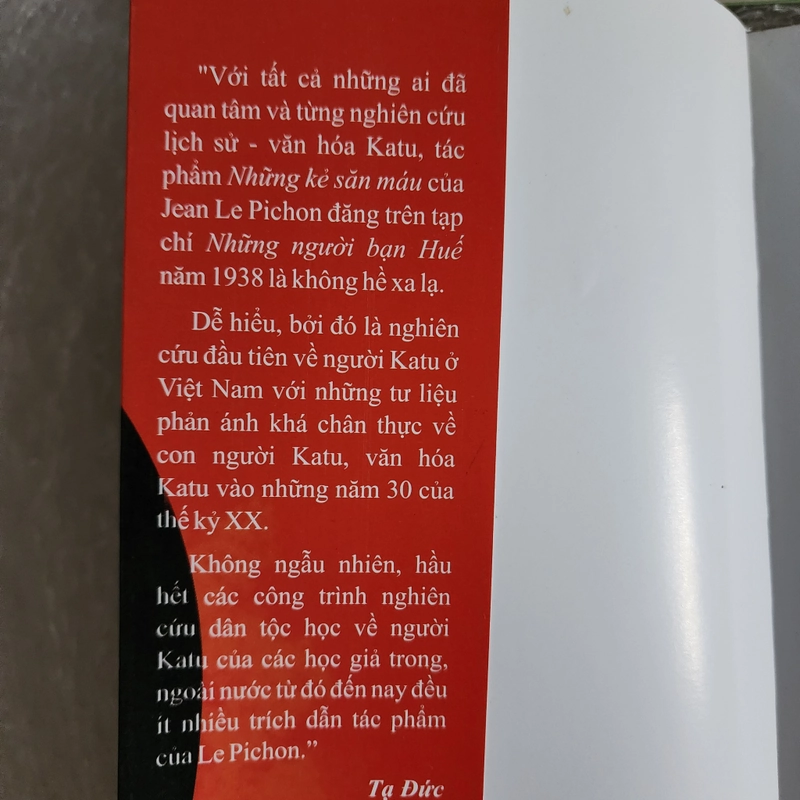 "Với tất cả những ai đã
quan tâm và từng nghiên cứu
lịch sử - văn hóa Katu, tác
phẩm Những kẻ săn máu của
Jean Le Pichon đăng trên tạp
chí Những người bạn Huế
năm 1938 là không hề xa lạ.
Dễ hiểu, bởi đó là nghiên
cứu đầu tiên về người Katu ở
Việt Nam với những tư liệu
phản ánh khá chân thực về
con người Katu, văn hóa
Katu vào những năm 30 của
thế kỷ XX.
Không ngẫu nhiên, hầu
hết các công trình nghiên
cứu dân tộc học về người
Katu của các học giả trong,
ngoài nước từ đó đến nay đều
ít nhiều trích dẫn tác phẩm
của Le Pichon.”
Tạ Đức